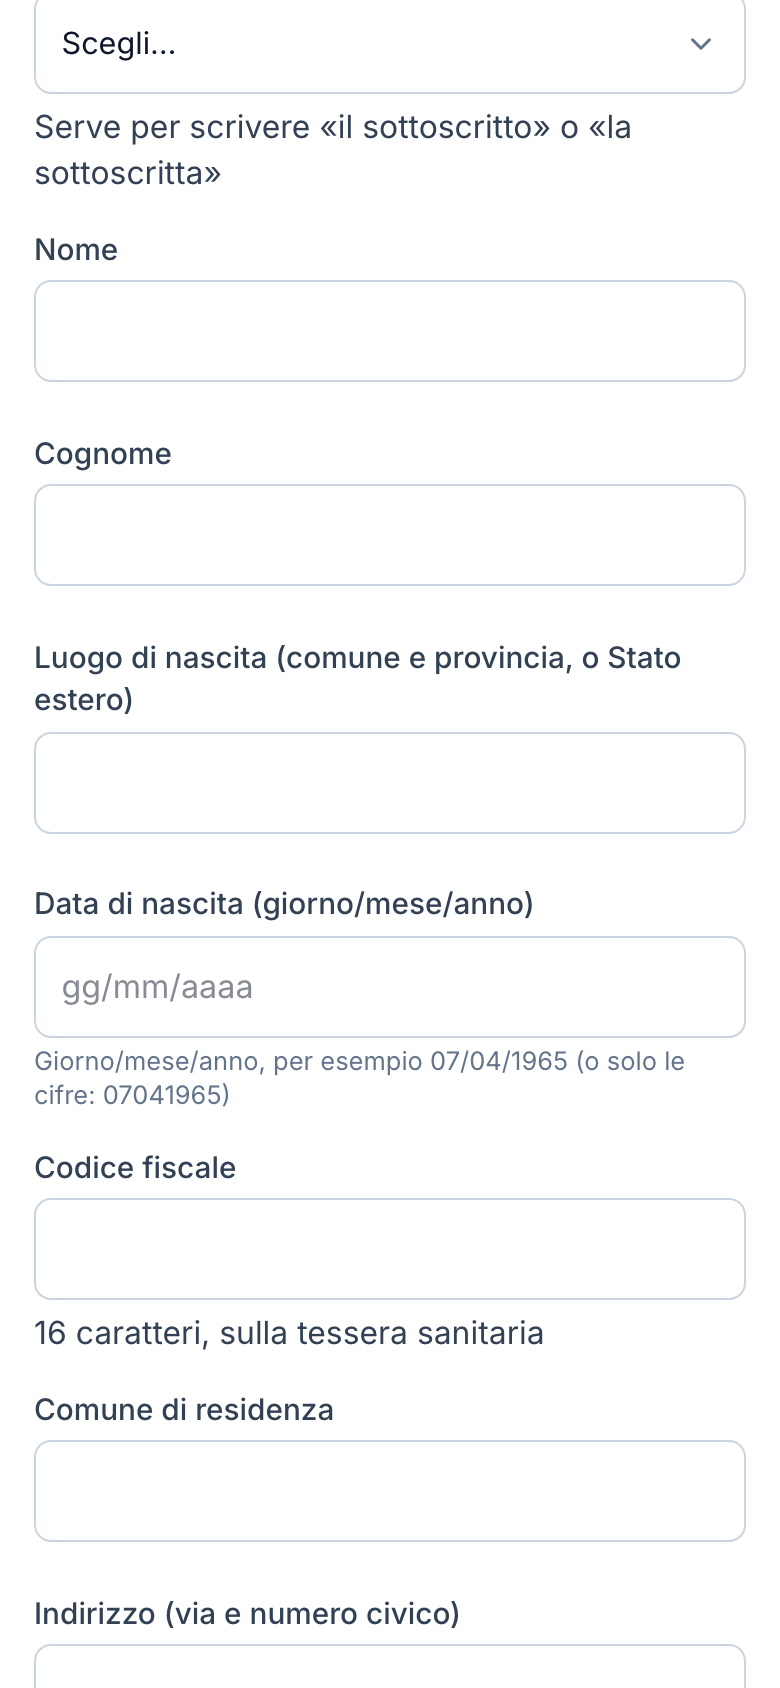 Scegli...
Serve per scrivere «il sottoscritto» o «la
sottoscritta»
Nome
Cognome
Luogo di nascita (comune e provincia, o Stato
estero)
Data di nascita (giorno/mese/anno)
gg/mm/aaaa
Giorno/mese/anno, per esempio 07/04/1965 (o solo le
cifre: 07041965)
Codice fiscale
16 caratteri, sulla tessera sanitaria
Comune di residenza
Indirizzo (via e numero civico)